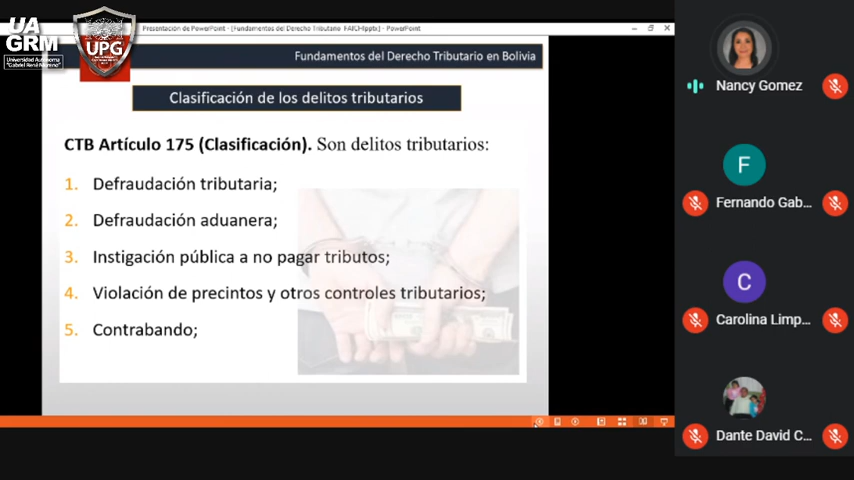 UA
GRM
Universidad Autónoma
"Gabriel René Moreno"
UPG
Presentación de PowerPoint - [Fundamentos del Derecho Tributario FAICH[pptx] - PowerPoint
Fundamentos del Derecho Tributario en Bolivia
Clasificación de los delitos tributarios
CTB Artículo 175 (Clasificación). Son delitos tributarios:
1. Defraudación tributaria;
2. Defraudación aduanera;
3. Instigación pública a no pagar tributos;
4. Violación de precintos y otros controles tributarios;
5. Contrabando;
Nancy Gomez
F
Fernando Gab...
C
Carolina Limp...
Dante David C...